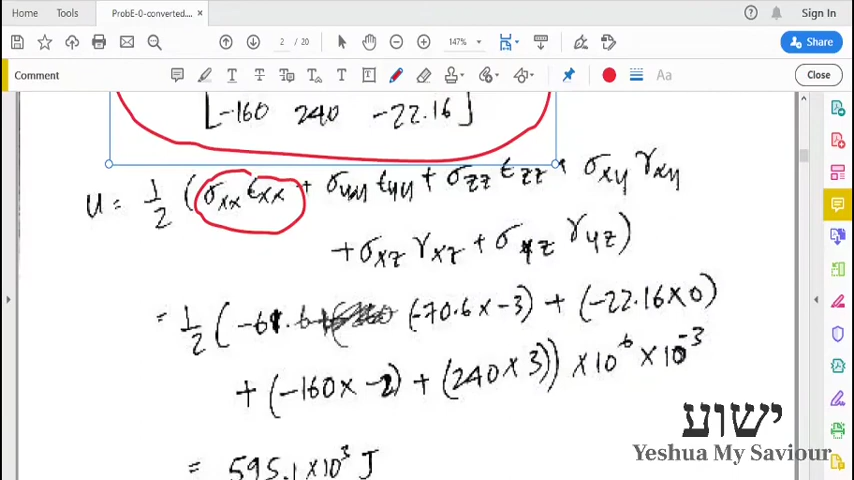 Home Tools ProbE-0-converted.... × Sign In
2 / 20 147% Share
Comment Aa Close
[-160 240 -22.16]
u = 1/2 (σxx ϵxx + σyy ϵyy + σzz ϵzz + σxy γxy
+ σxz γxz + σyz γyz)
= 1/2 ( (-70.6 x -3) + (-22.16 x 0)
+ (-160 x -2) + (240 x 3)) x 10^6 x 10^-3
= 595.1 x 10^3 J
ישוע
Yeshua My Saviour